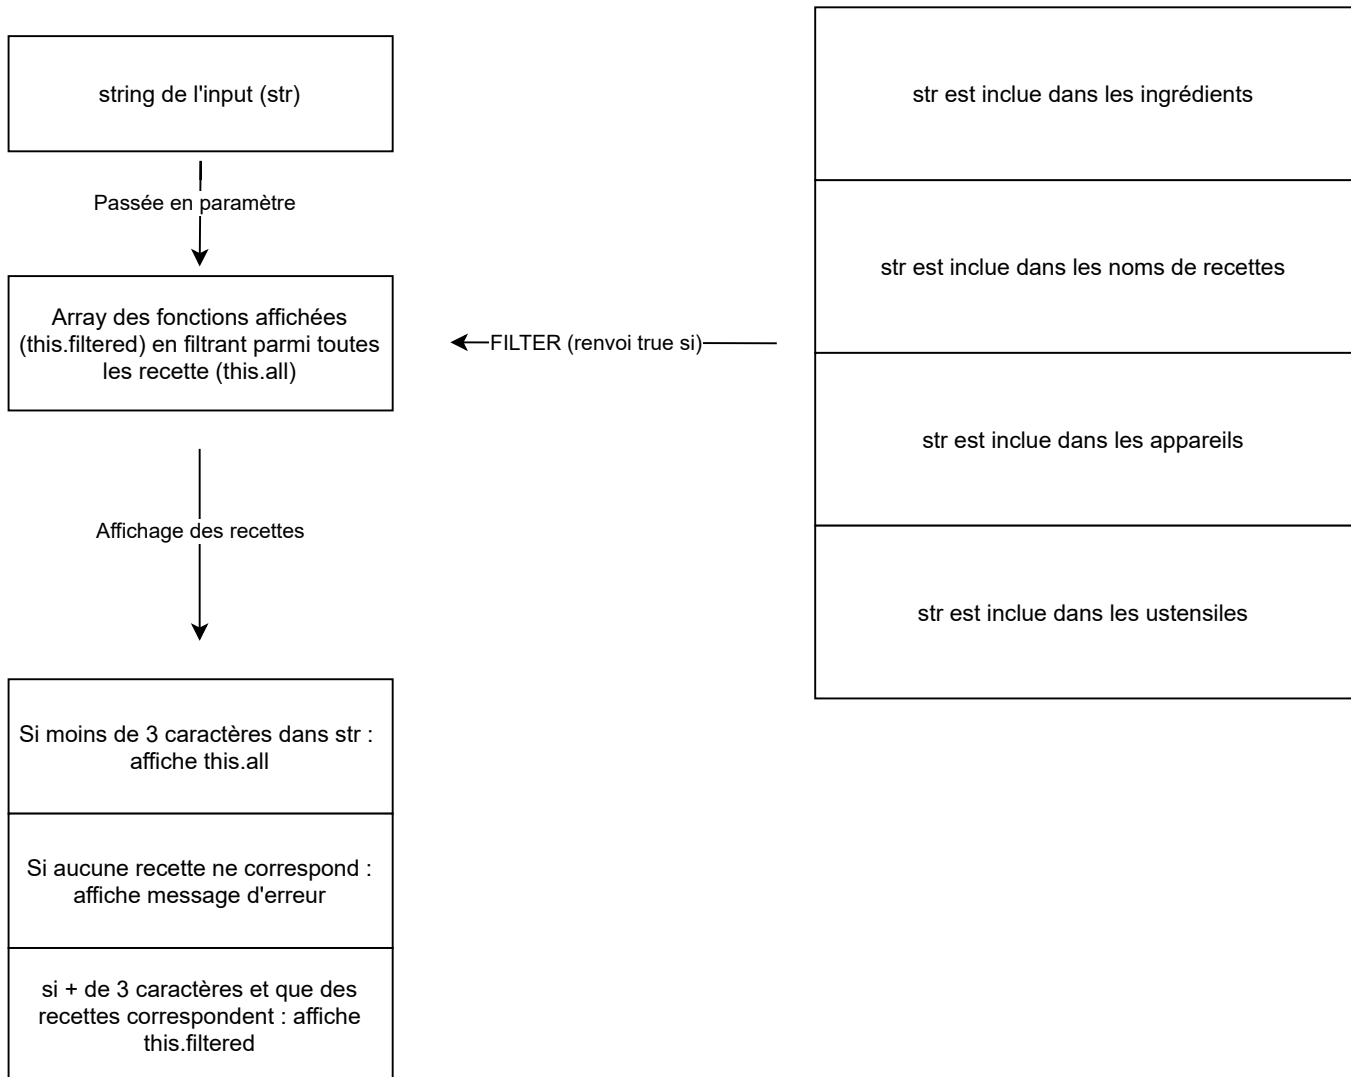 string de l'input (str)
Passée en paramètre
Array des fonctions affichées
(this.filtered) en filtrant parmi toutes
les recette (this.all)
Affichage des recettes
Si moins de 3 caractères dans str :
affiche this.all
Si aucune recette ne correspond :
affiche message d'erreur
si + de 3 caractères et que des
recettes correspondent : affiche
this.filtered
FILTER (renvoi true si)
str est inclue dans les ingrédients
str est inclue dans les noms de recettes
str est inclue dans les appareils
str est inclue dans les ustensiles